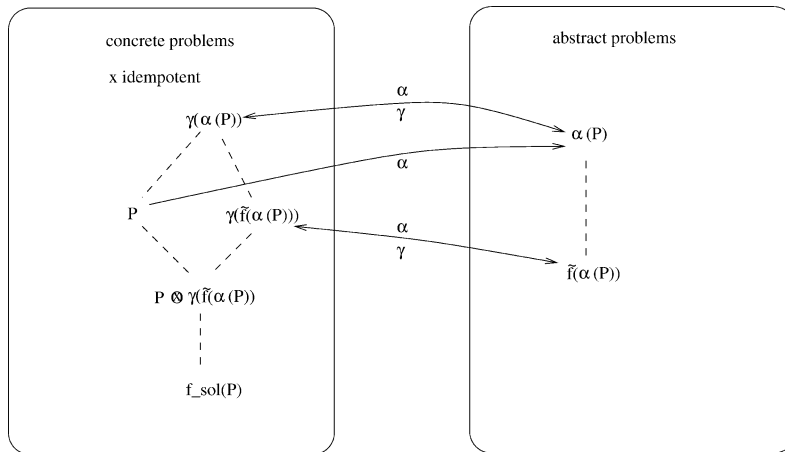 concrete problems
abstract problems
x idempotent
α
γ
γ(α (P))
α (P)
α
P
γ(f̃(α (P)))
α
γ
f̃(α (P))
P ⊗ γ(f̃(α (P))
f_sol(P)